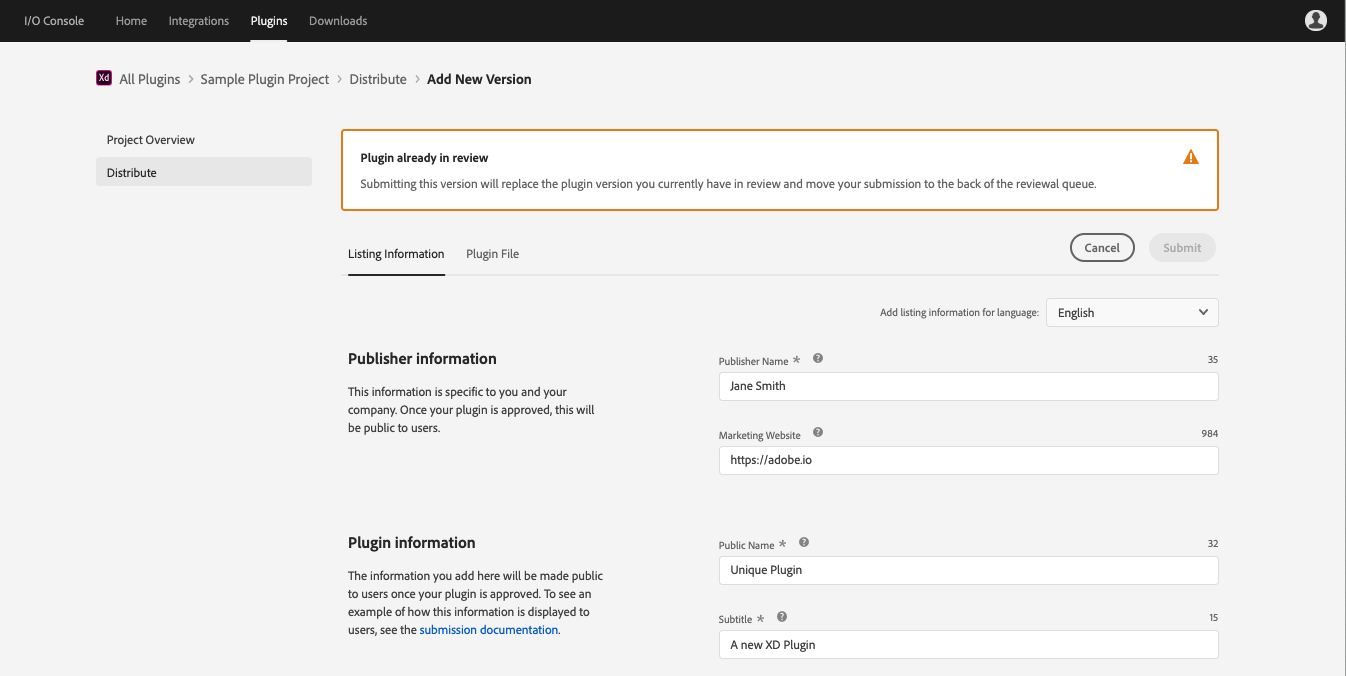 I/O Console Home Integrations Plugins Downloads
Xd All Plugins > Sample Plugin Project > Distribute > Add New Version
Project Overview
Distribute
Plugin already in review
Submitting this version will replace the plugin version you currently have in review and move your submission to the back of the reviewal queue.
Listing Information Plugin File
Cancel Submit
Add listing information for language: English
Publisher information
This information is specific to you and your
company. Once your plugin is approved, this will
be public to users.
Publisher Name * ? 35
Jane Smith
Marketing Website ? 984
https://adobe.io
Plugin information
The information you add here will be made public
to users once your plugin is approved. To see an
example of how this information is displayed to
users, see the submission documentation.
Public Name * ? 32
Unique Plugin
Subtitle * ? 15
A new XD Plugin